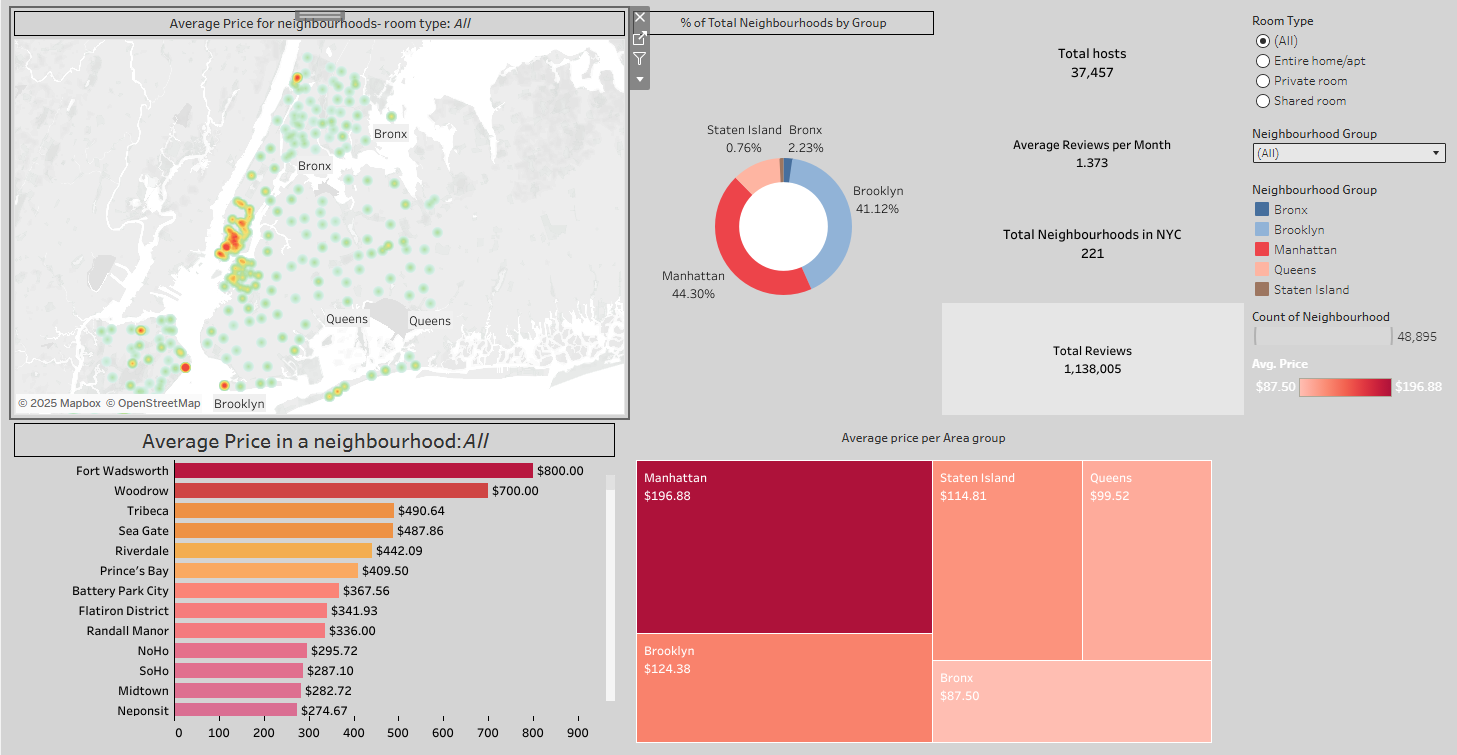 Average Price for neighbourhoods- room type: All
Bronx
Bronx
Queens
Queens
Brooklyn
© 2025 Mapbox © OpenStreetMap
% of Total Neighbourhoods by Group
Staten Island
0.76%
Bronx
2.23%
Brooklyn
41.12%
Manhattan
44.30%
Total hosts
37,457
Average Reviews per Month
1.373
Total Neighbourhoods in NYC
221
Total Reviews
1,138,005
Room Type
(All)
Entire home/apt
Private room
Shared room
Neighbourhood Group
(All)
Neighbourhood Group
Bronx
Brooklyn
Manhattan
Queens
Staten Island
Count of Neighbourhood
48,895
Avg. Price
$87.50 $196.88
Average Price in a neighbourhood:All
Fort Wadsworth $800.00
Woodrow $700.00
Tribeca $490.64
Sea Gate $487.86
Riverdale $442.09
Prince's Bay $409.50
Battery Park City $367.56
Flatiron District $341.93
Randall Manor $336.00
NoHo $295.72
SoHo $287.10
Midtown $282.72
Neponsit $274.67
0 100 200 300 400 500 600 700 800 900
Average price per Area group
Manhattan
$196.88
Staten Island
$114.81
Queens
$99.52
Brooklyn
$124.38
Bronx
$87.50